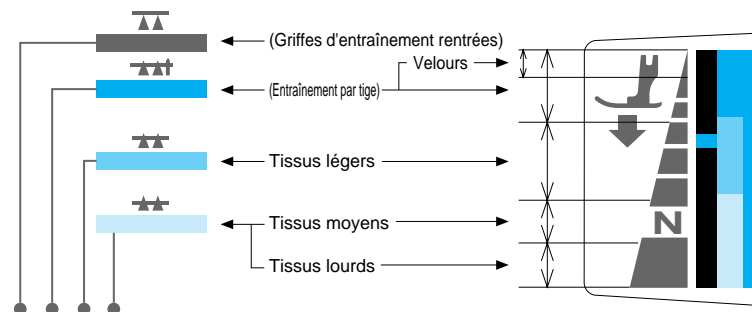 (Griffes d'entraînement rentrées)
Velours
(Entraînement par tige)
Tissus légers
Tissus moyens
N
Tissus lourds